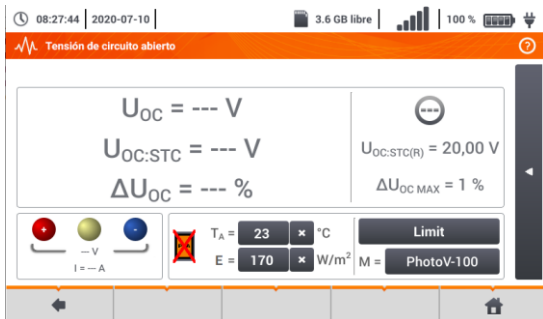 08:27:44 2020-07-10 3.6 GB libre 100 %
Tensión de circuito abierto ?
UOC = --- V
UOC:STC = --- V
ΔUOC = --- %
---
UOC:STC(R) = 20,00 V
ΔUOC MAX = 1 %
+ -
-- V
I = --- A
TA = 23 × °C
E = 170 × W/m²
Limit
M = PhotoV-100